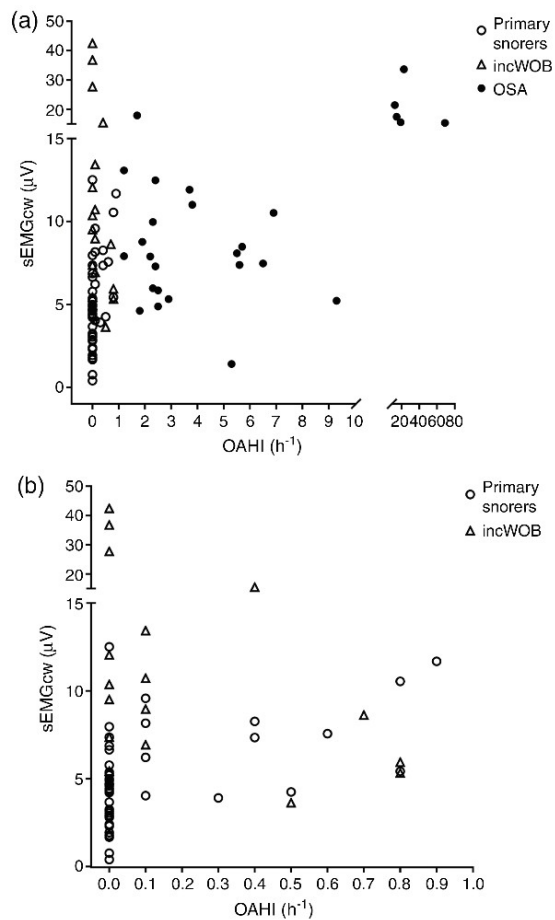 (a)
50
40
30
20
15
10
5
0
sEMGcw (μV)
Primary
snorers
incWOB
OSA
0 1 2 3 4 5 6 7 8 9 10 20406080
OAHI (h⁻¹)
(b)
50
40
30
20
15
10
5
0
sEMGcw (μV)
Primary
snorers
incWOB
0.0 0.1 0.2 0.3 0.4 0.5 0.6 0.7 0.8 0.9 1.0
OAHI (h⁻¹)